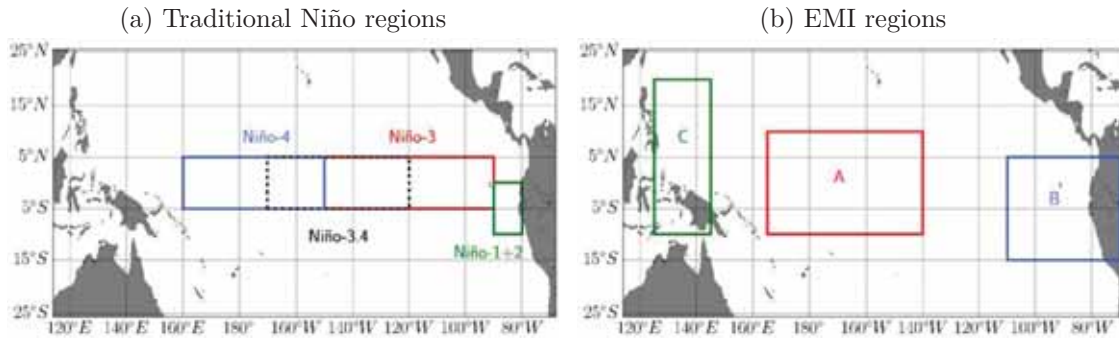 (a) Traditional Niño regions
25°N
15°N
5°N
5°S
15°S
25°S
Niño-4
Niño-3
Niño-3.4
Niño-1+2
120°E 140°E 160°E 180° 160°W 140°W 120°W 100°W 80°W
(b) EMI regions
25°N
15°N
5°N
5°S
15°S
25°S
C
A
B
120°E 140°E 160°E 180° 160°W 140°W 120°W 100°W 80°W